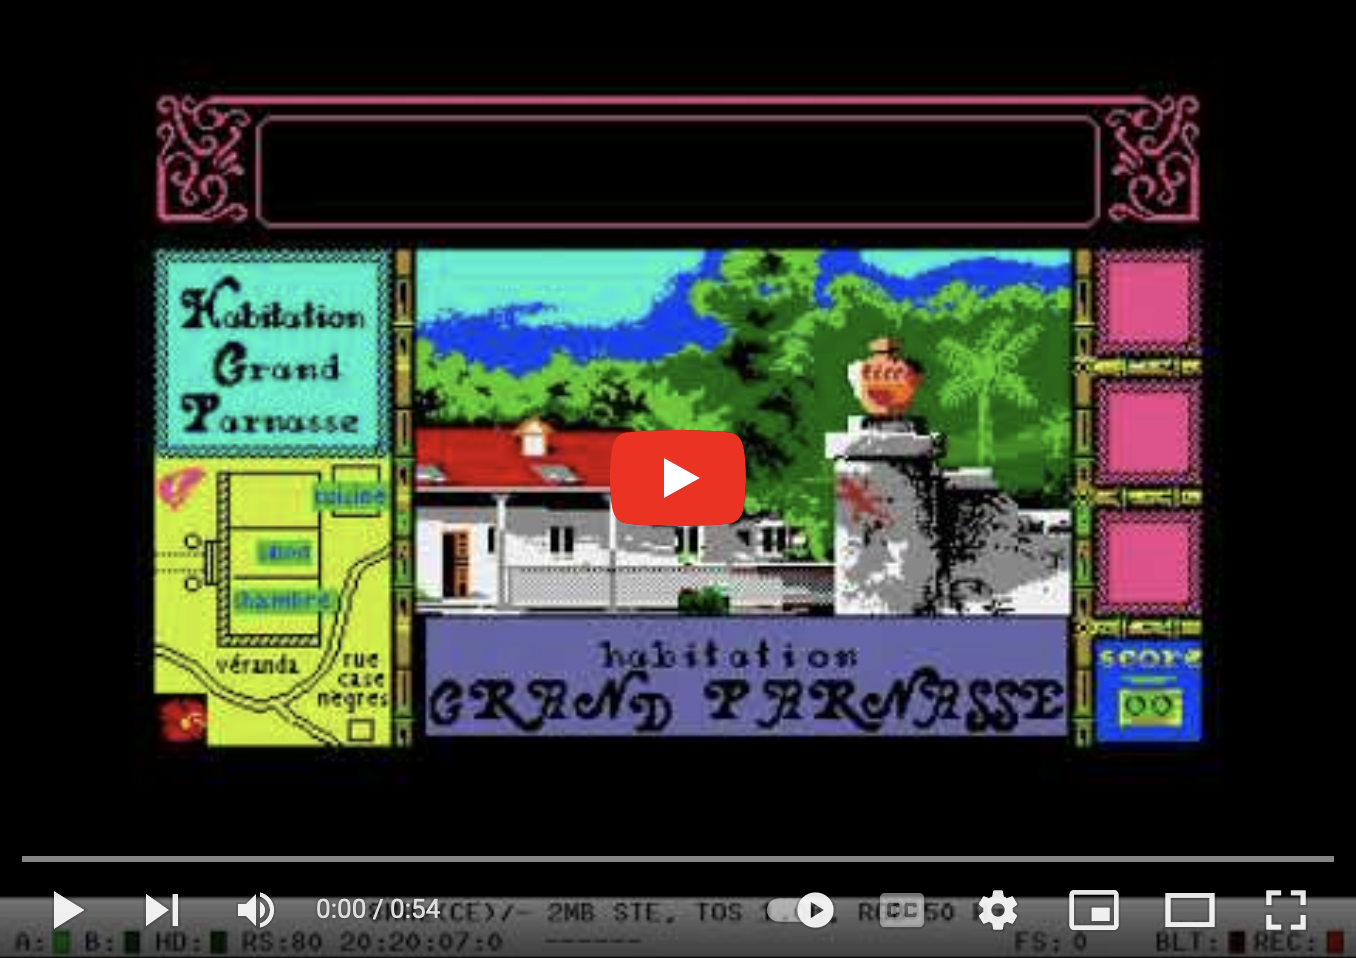 Habitation
Grand
Parnasse
cuisine
salon
chambre
véranda
rue
case
negres
habitation
GRAND PARNASSE
score
0:00 / 0:54
2MB STE, TOS
A: B: HD: RS:80 20:20:07:0 ------ FS: 0 BLT: REC: